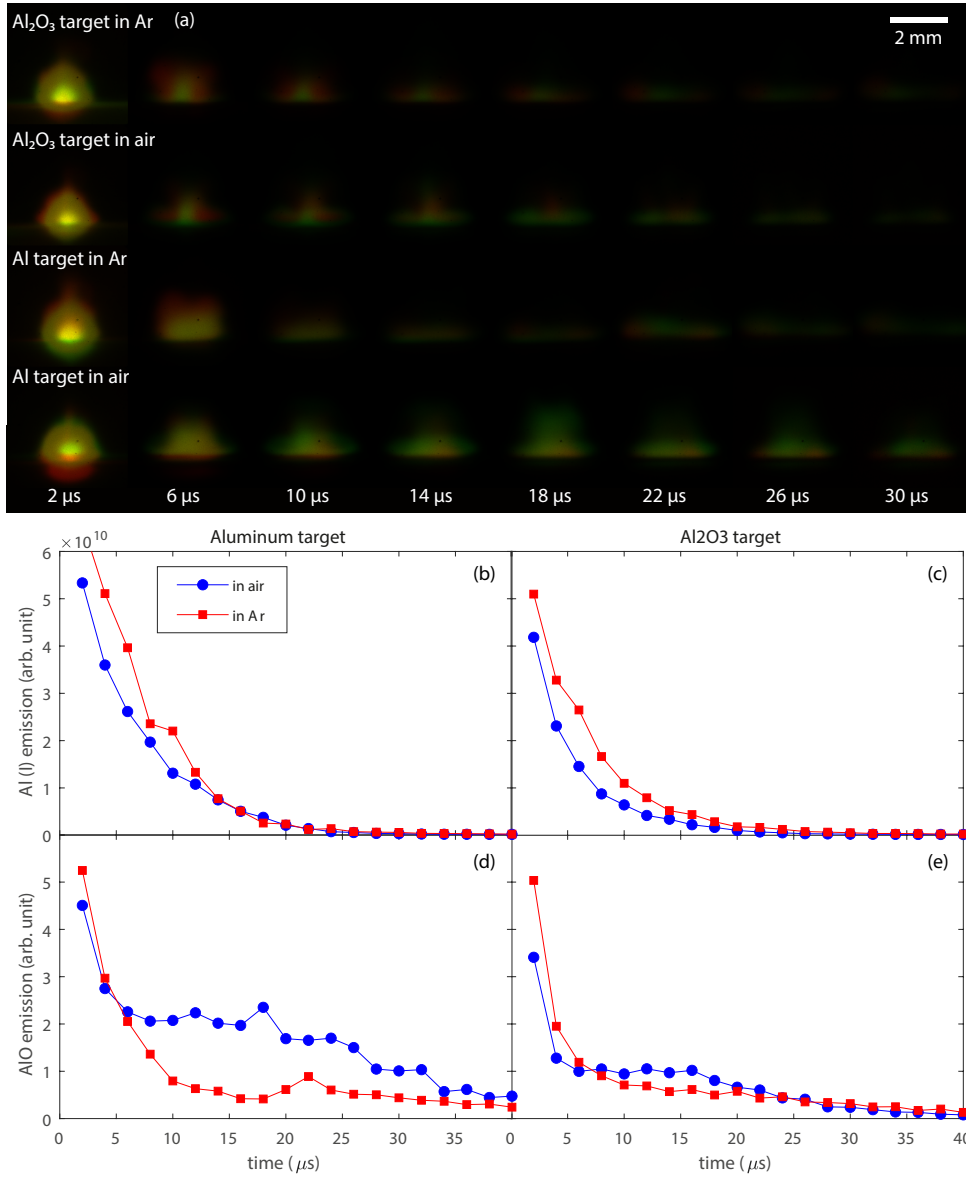 Al₂O₃ target in Ar (a)
2 mm
Al₂O₃ target in air
Al target in Ar
Al target in air
2 μs 6 μs 10 μs 14 μs 18 μs 22 μs 26 μs 30 μs
×10¹⁰ Aluminum target Al2O3 target
6
5
4
3
2
1
0
Al (I) emission (arb. unit)
in air
in Ar
(b)
(c)
5
4
3
2
1
0
AlO emission (arb. unit)
(d)
(e)
0 5 10 15 20 25 30 35 0 5 10 15 20 25 30 35 40
time (μs) time (μs)